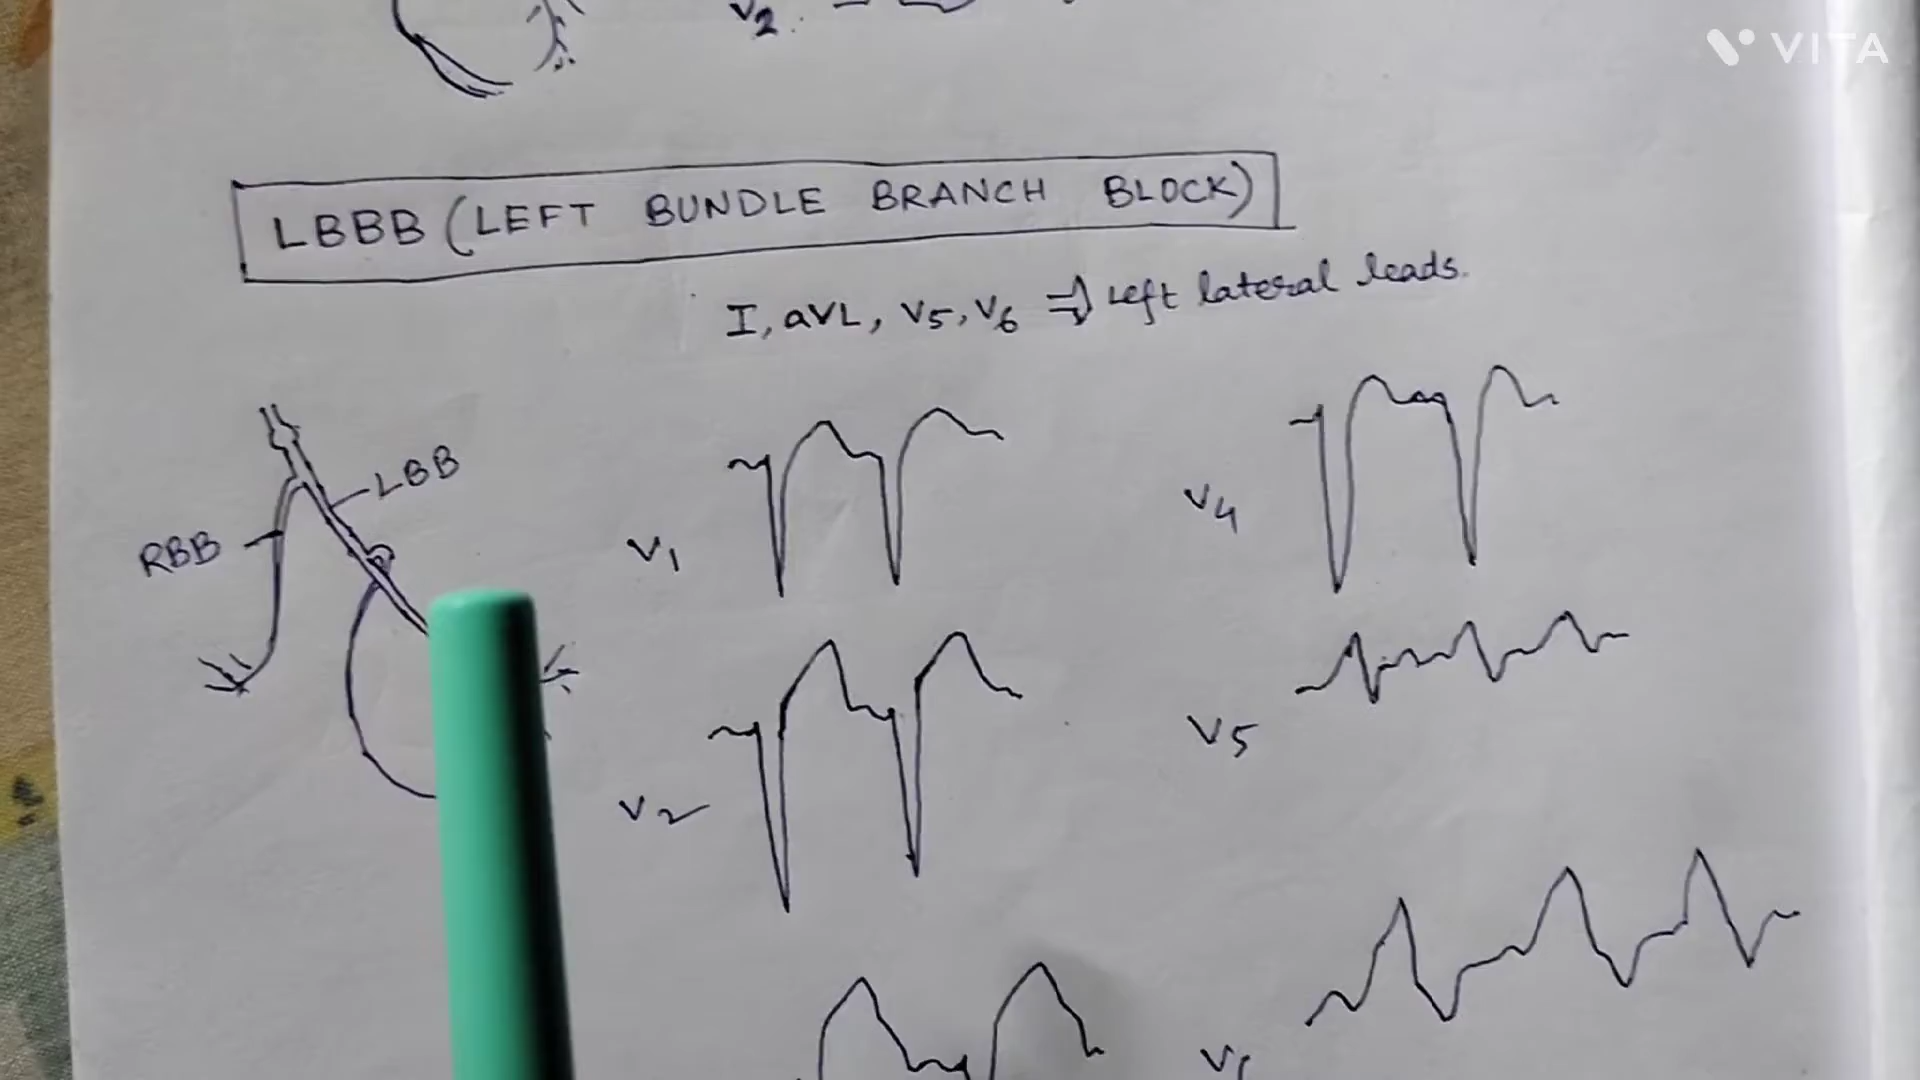 V2.
VITA
LBBB (LEFT BUNDLE BRANCH BLOCK)
I, aVL, V5, V6 ⇒ Left lateral leads.
LBB
RBB
V1
V4
V2
V5